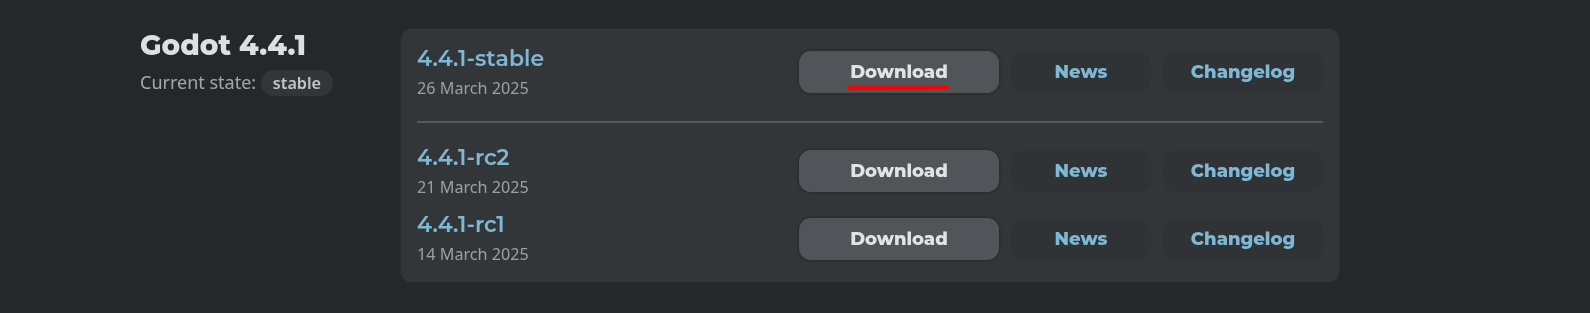 Godot 4.4.1
Current state: stable
4.4.1-stable
26 March 2025
Download News Changelog
4.4.1-rc2
21 March 2025
Download News Changelog
4.4.1-rc1
14 March 2025
Download News Changelog